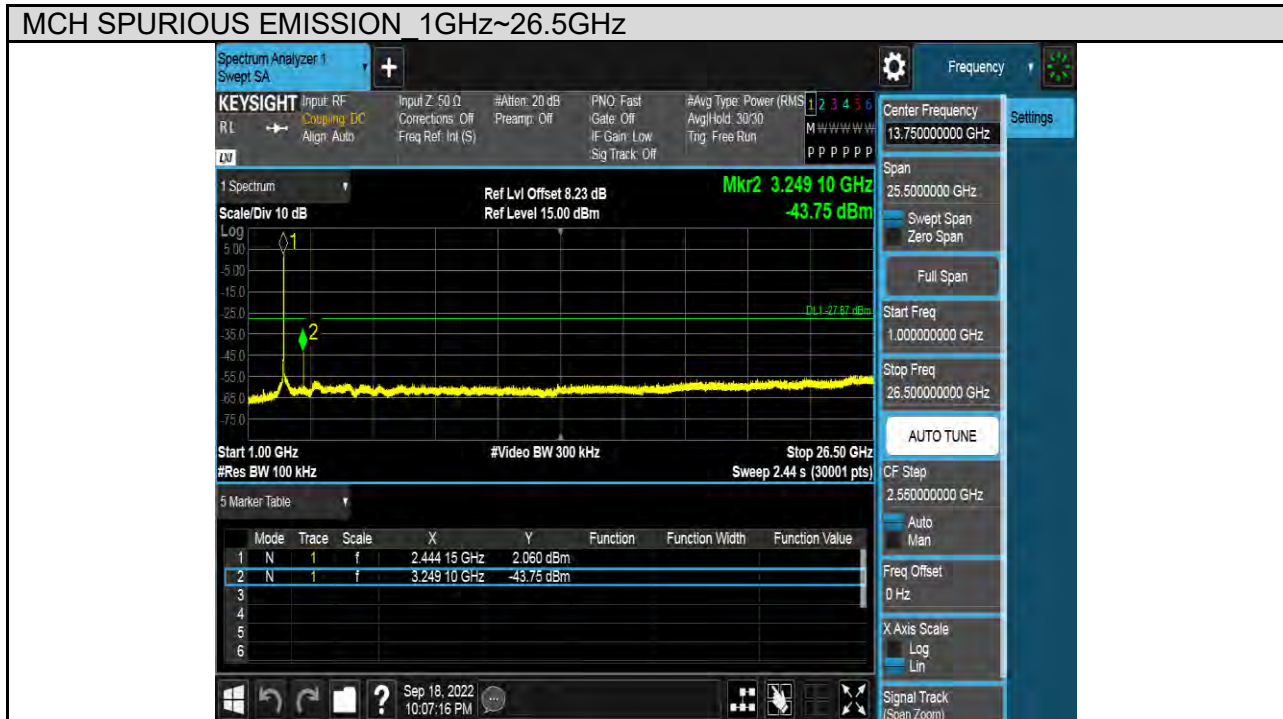 MCH SPURIOUS EMISSION_1GHz~26.5GHz
Spectrum Analyzer 1
Swept SA
+
Frequency
KEYSIGHT
RL
LXI
Input: RF
Coupling: DC
Align: Auto
Input Z: 50 Ω
Corrections: Off
Freq Ref: Int (S)
#Atten: 20 dB
Preamp: Off
PNO: Fast
Gate: Off
IF Gain: Low
Sig Track: Off
#Avg Type: Power (RMS
Avg|Hold: 30/30
Trig: Free Run
1 2 3 4 5 6
M W W W W W
P P P P P P
Center Frequency
13.750000000 GHz
Settings
1 Spectrum
Scale/Div 10 dB
Ref Lvl Offset 8.23 dB
Ref Level 15.00 dBm
Mkr2 3.249 10 GHz
-43.75 dBm
Span
25.5000000 GHz
Swept Span
Zero Span
Full Span
Log
5.00
-5.00
-15.0
-25.0
-35.0
-45.0
-55.0
-65.0
-75.0
1
2
DL1 -27.67 dBm
Start Freq
1.000000000 GHz
Stop Freq
26.500000000 GHz
AUTO TUNE
Start 1.00 GHz
#Video BW 300 kHz
Stop 26.50 GHz
#Res BW 100 kHz
Sweep 2.44 s (30001 pts)
CF Step
2.550000000 GHz
Auto
Man
5 Marker Table
Mode Trace Scale X Y Function Function Width Function Value
1 N 1 f 2.444 15 GHz 2.060 dBm
2 N 1 f 3.249 10 GHz -43.75 dBm
3
4
5
6
Freq Offset
0 Hz
X Axis Scale
Log
Lin
?
Sep 18, 2022
10:07:16 PM
Signal Track
(Span Zoom)